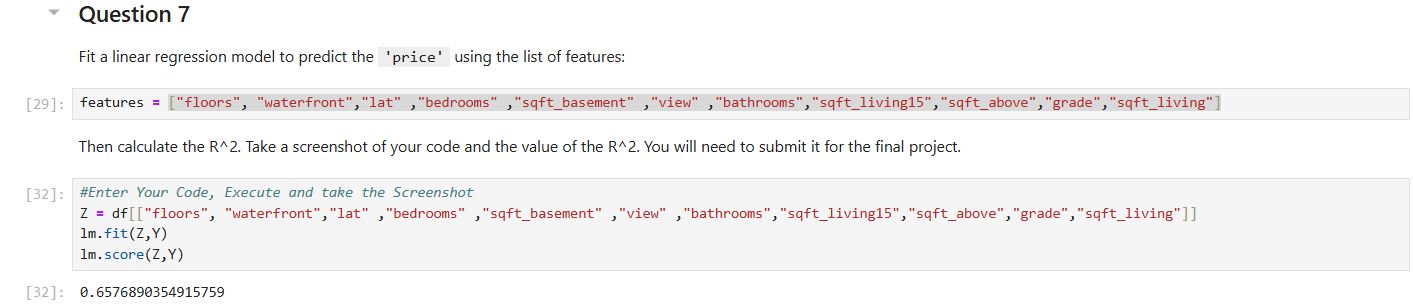 Question 7
Fit a linear regression model to predict the 'price' using the list of features:
[29]: features = ["floors", "waterfront","lat" ,"bedrooms" ,"sqft_basement" ,"view" ,"bathrooms","sqft_living15","sqft_above","grade","sqft_living"]
Then calculate the R^2. Take a screenshot of your code and the value of the R^2. You will need to submit it for the final project.
[32]: #Enter Your Code, Execute and take the Screenshot
Z = df[["floors", "waterfront","lat" ,"bedrooms" ,"sqft_basement" ,"view" ,"bathrooms","sqft_living15","sqft_above","grade","sqft_living"]]
lm.fit(Z,Y)
lm.score(Z,Y)
[32]: 0.6576890354915759